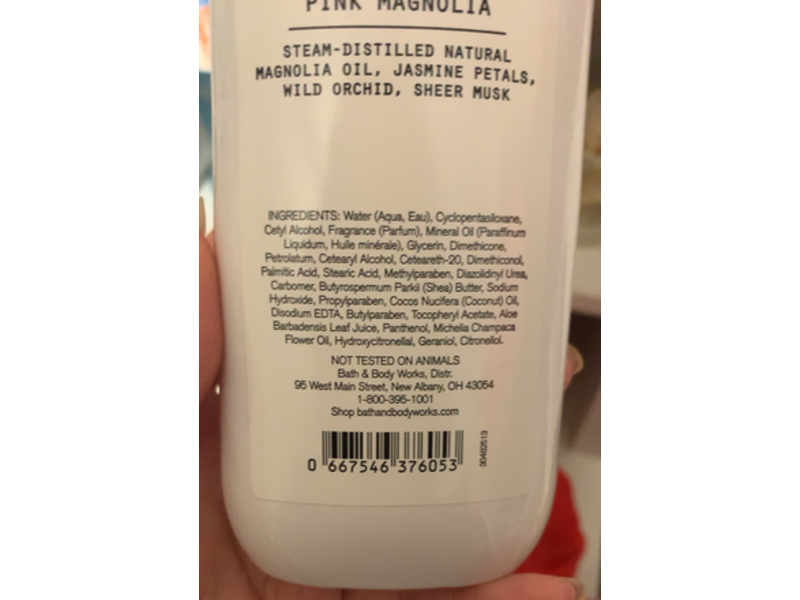 PINK MAGNOLIA
STEAM-DISTILLED NATURAL
MAGNOLIA OIL, JASMINE PETALS,
WILD ORCHID, SHEER MUSK
INGREDIENTS: Water (Aqua, Eau), Cyclopentasiloxane,
Cetyl Alcohol, Fragrance (Parfum), Mineral Oil (Paraffinum
Liquidum, Huile minérale), Glycerin, Dimethicone,
Petrolatum, Cetearyl Alcohol, Ceteareth-20, Dimethiconol,
Palmitic Acid, Stearic Acid, Methylparaben, Diazolidinyl Urea,
Carbomer, Butyrospermum Parkii (Shea) Butter, Sodium
Hydroxide, Propylparaben, Cocos Nucifera (Coconut) Oil,
Disodium EDTA, Butylparaben, Tocopheryl Acetate, Aloe
Barbadensis Leaf Juice, Panthenol, Michelia Champaca
Flower Oil, Hydroxycitronellal, Geraniol, Citronellol.
NOT TESTED ON ANIMALS
Bath & Body Works, Distr.
95 West Main Street, New Albany, OH 43054
1-800-395-1001
Shop bathandbodyworks.com
0 667546 376053